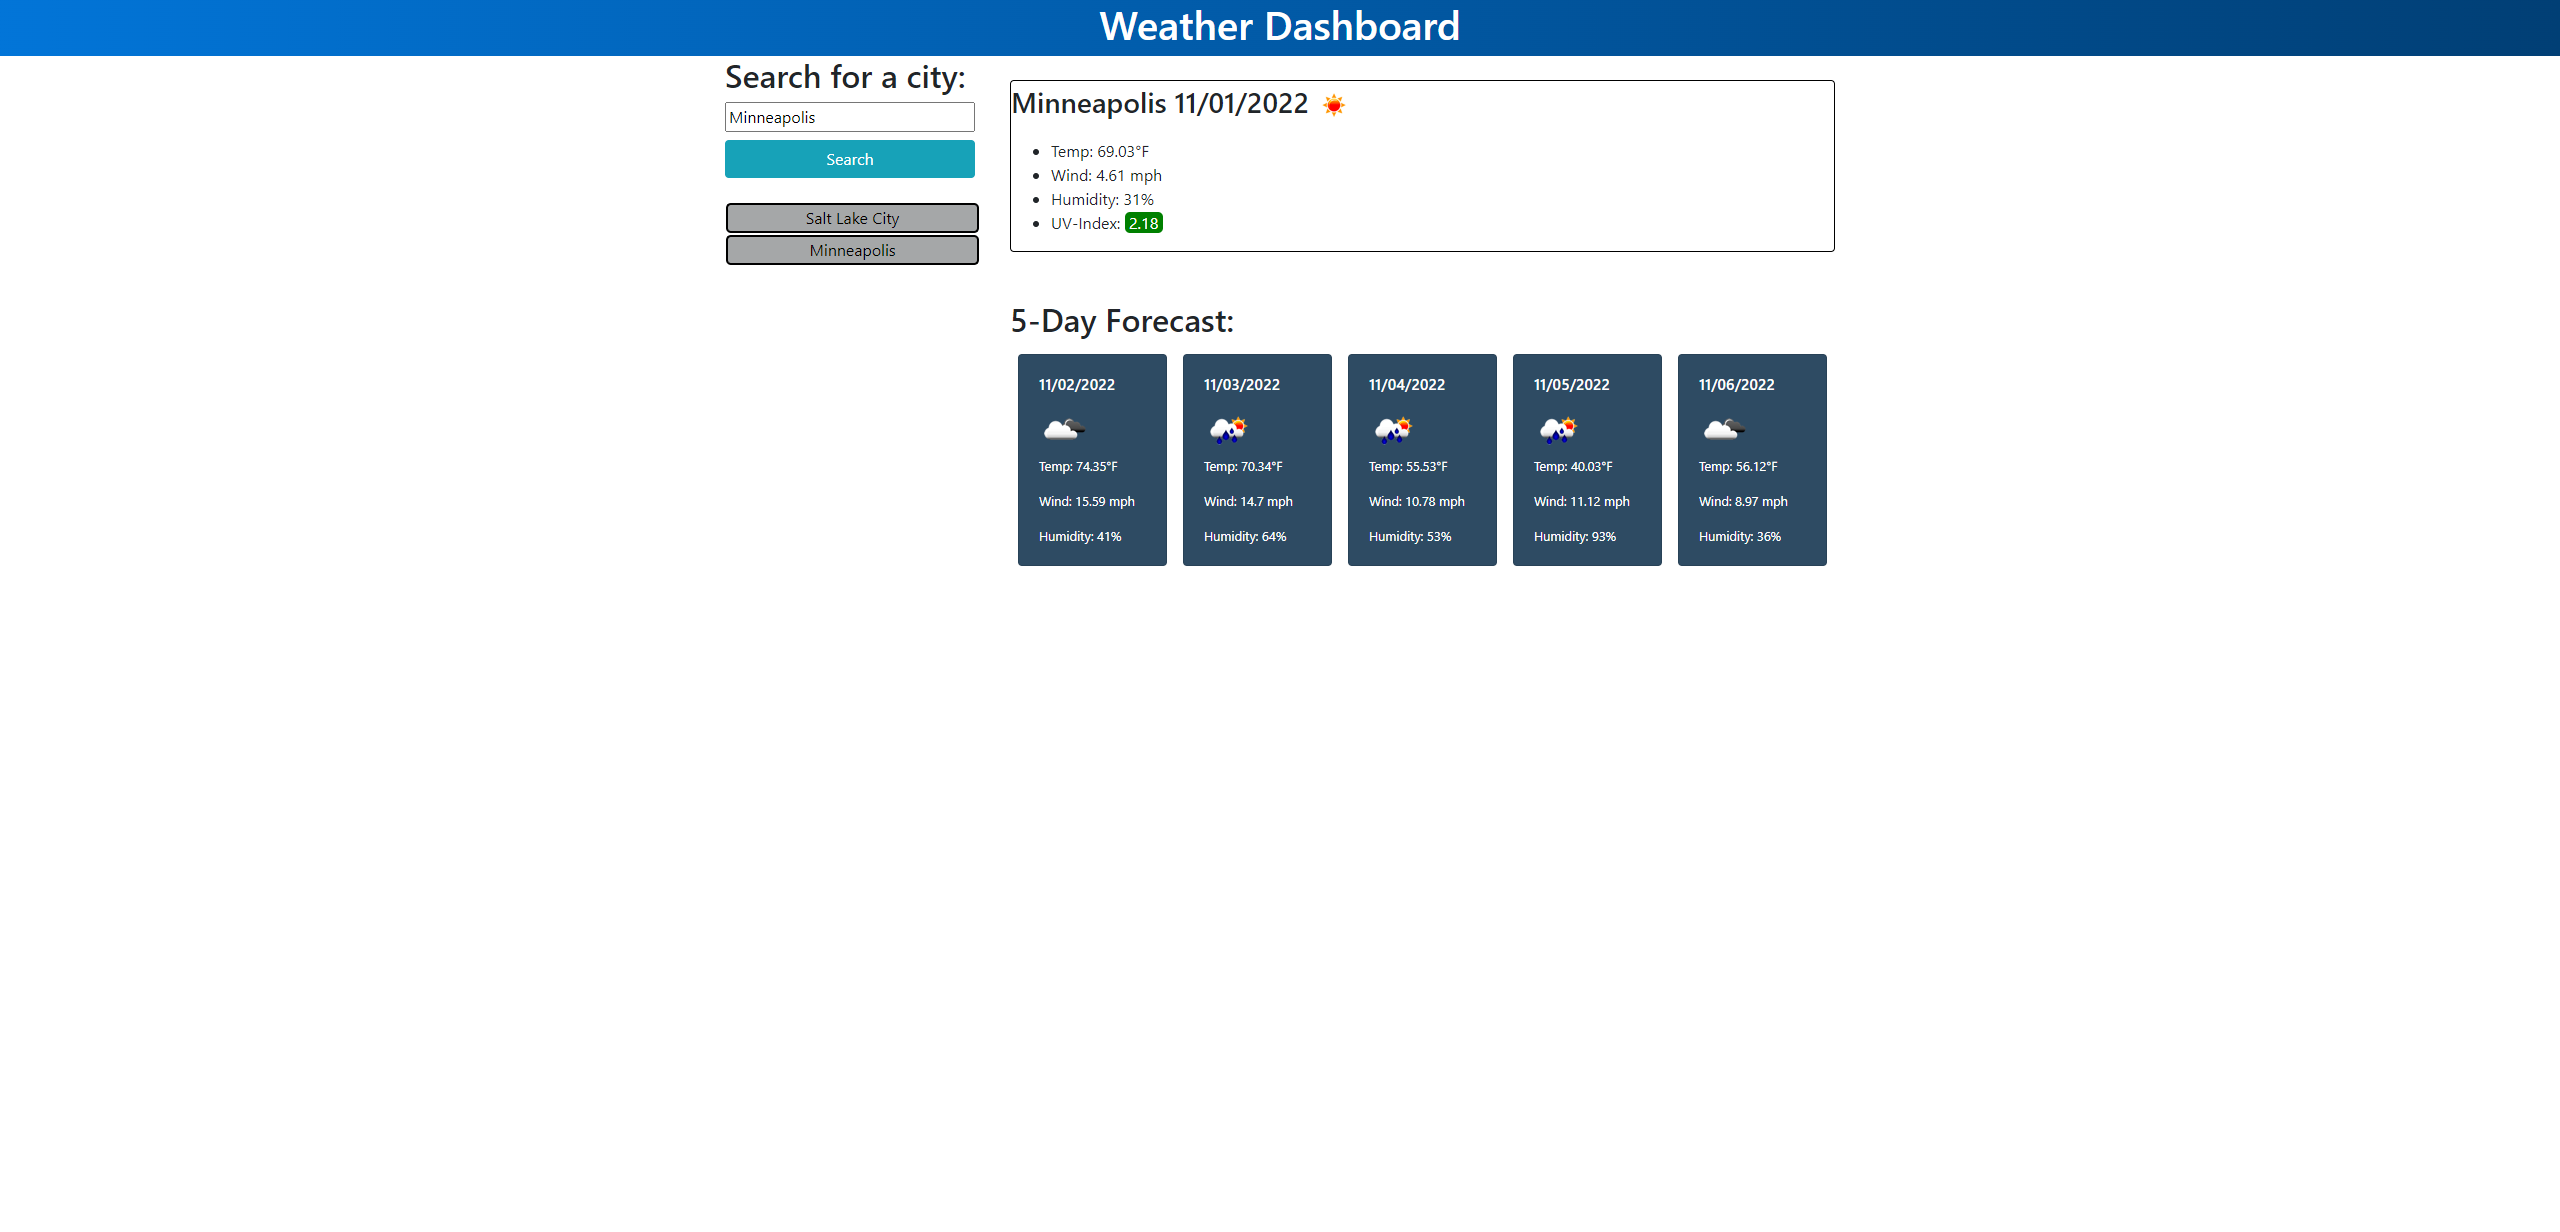 Weather Dashboard
Search for a city:
Minneapolis
Search
Salt Lake City
Minneapolis
Minneapolis 11/01/2022
Temp: 69.03°F
Wind: 4.61 mph
Humidity: 31%
UV-Index: 2.18
5-Day Forecast:
11/02/2022
Temp: 74.35°F
Wind: 15.59 mph
Humidity: 41%
11/03/2022
Temp: 70.34°F
Wind: 14.7 mph
Humidity: 64%
11/04/2022
Temp: 55.53°F
Wind: 10.78 mph
Humidity: 53%
11/05/2022
Temp: 40.03°F
Wind: 11.12 mph
Humidity: 93%
11/06/2022
Temp: 56.12°F
Wind: 8.97 mph
Humidity: 36%